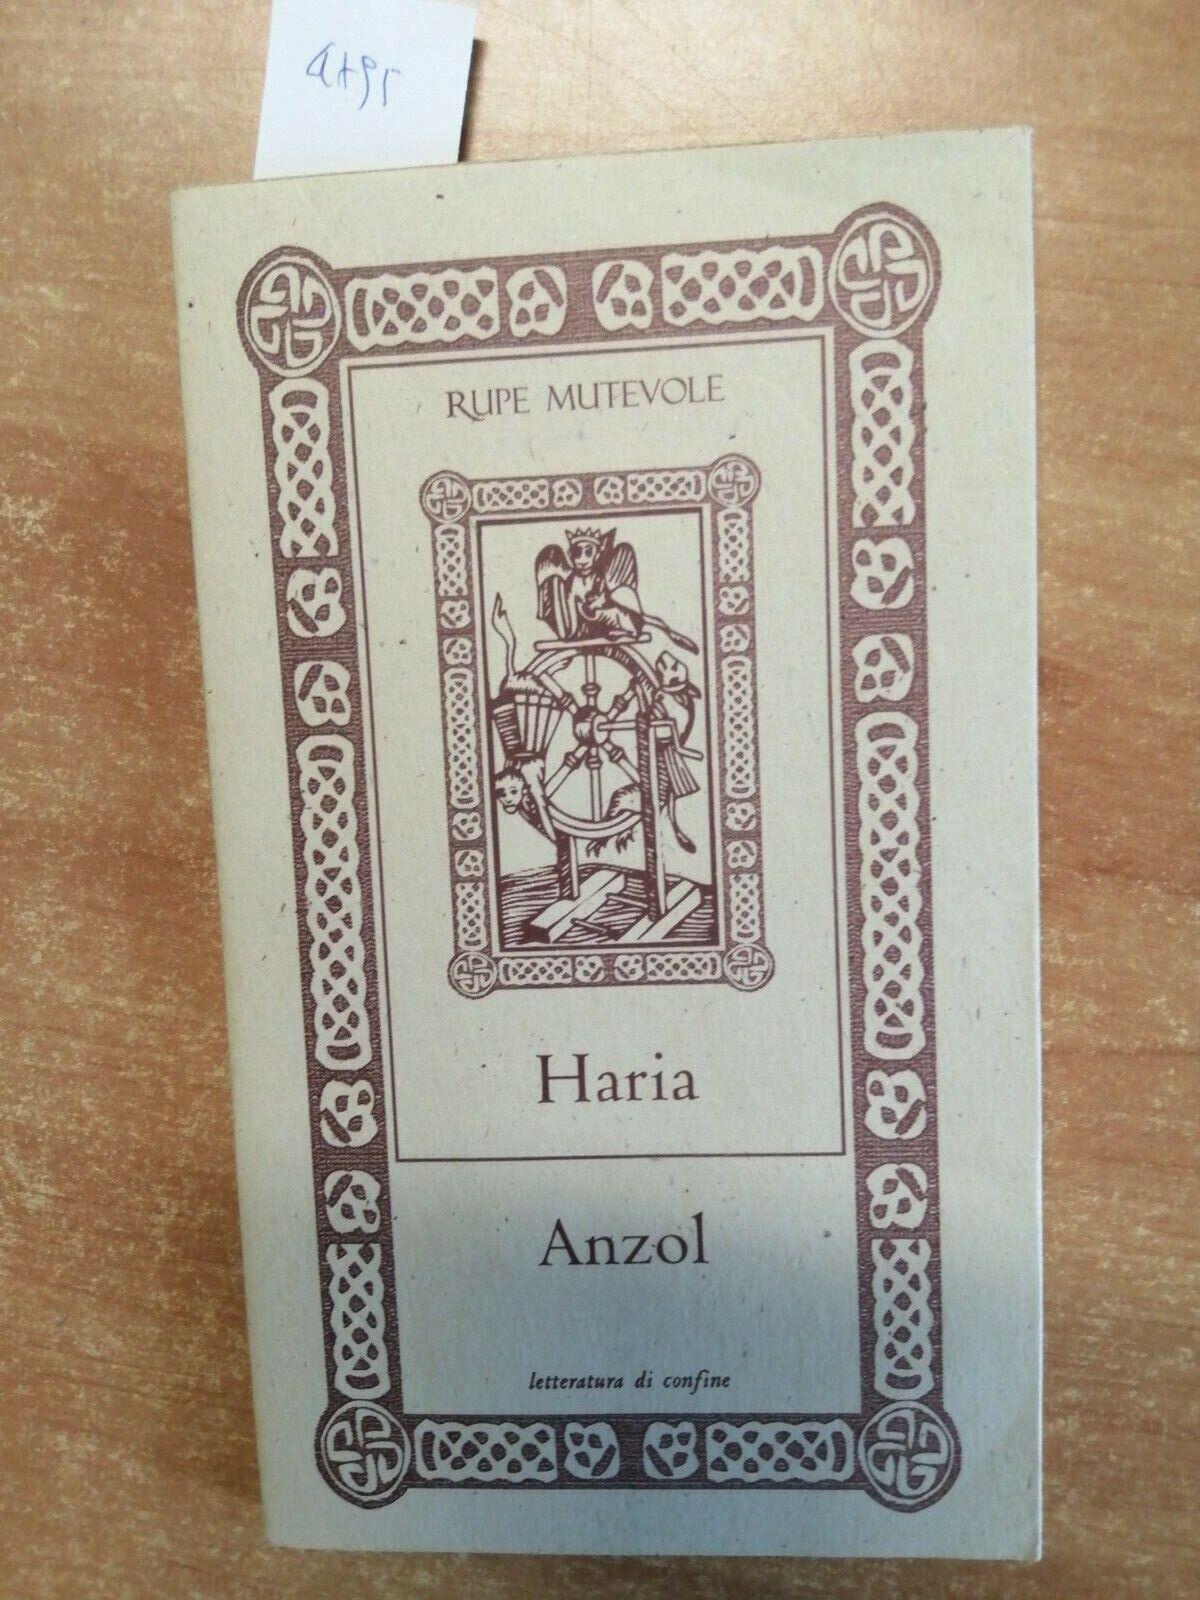 RUPE MUTEVOLE
Haria
Anzol
letteratura di confine